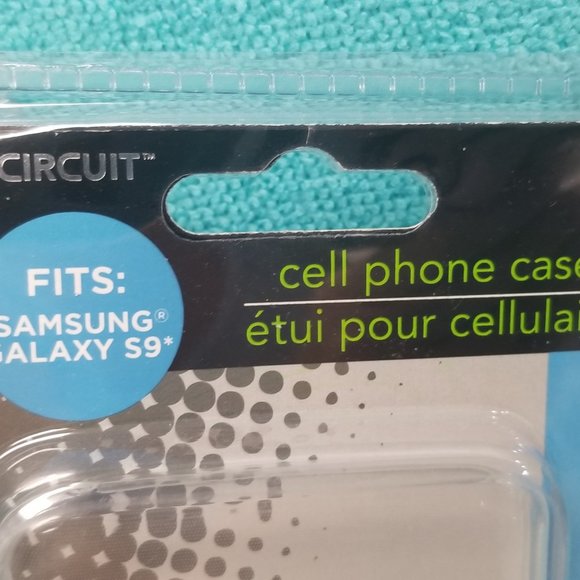 CIRCUIT™
FITS:
SAMSUNG®
GALAXY S9*
cell phone case
étui pour cellulai